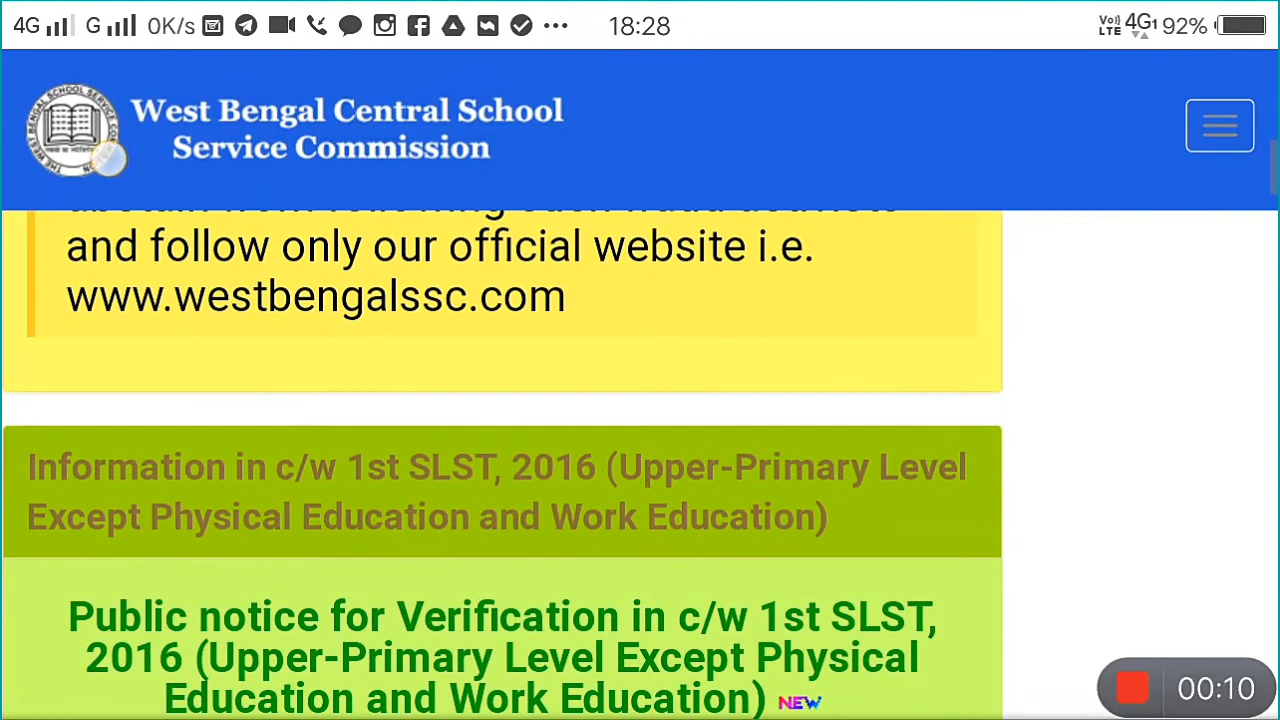 4G G 0K/s 18:28 Vo) LTE 4G1 92%
West Bengal Central School
Service Commission
and follow only our official website i.e.
www.westbengalssc.com
Information in c/w 1st SLST, 2016 (Upper-Primary Level
Except Physical Education and Work Education)
Public notice for Verification in c/w 1st SLST,
2016 (Upper-Primary Level Except Physical
Education and Work Education) NEW
00:10